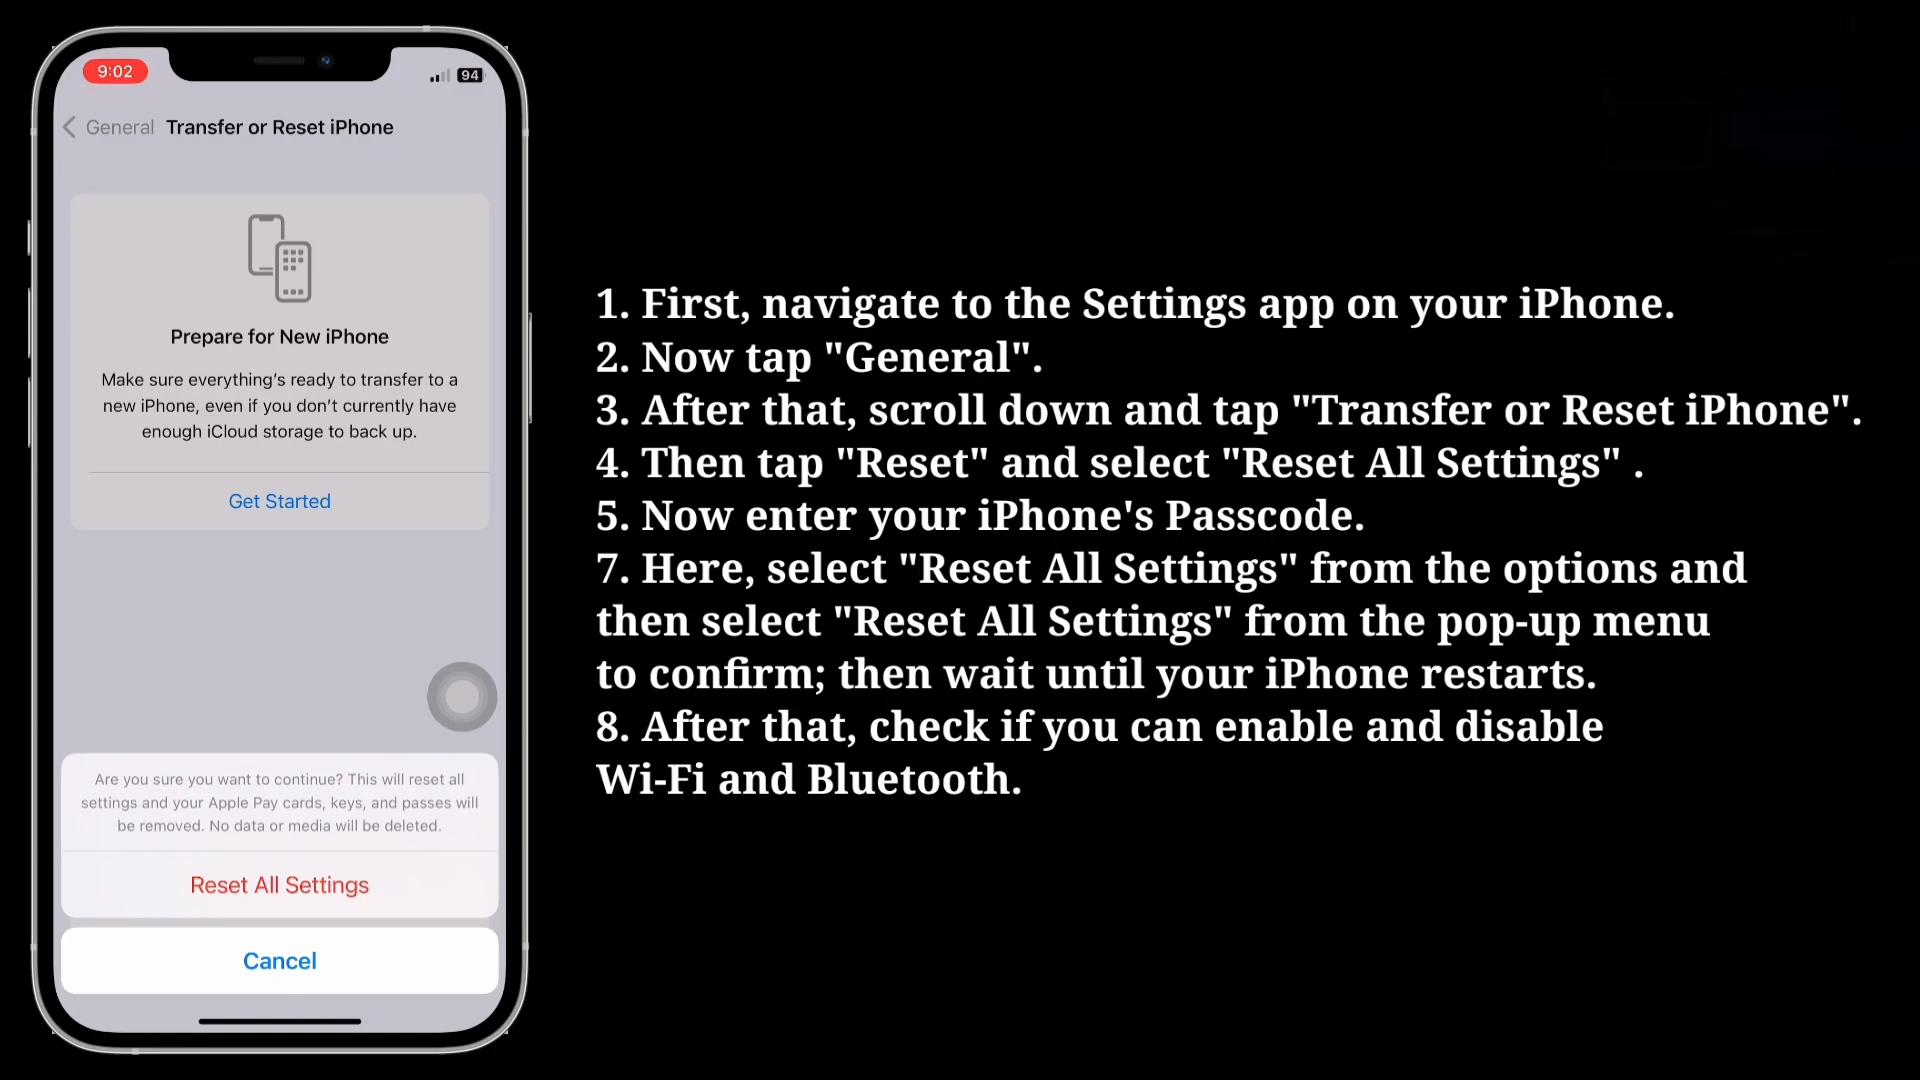 9:02
94
General Transfer or Reset iPhone
Prepare for New iPhone
Make sure everything's ready to transfer to a
new iPhone, even if you don't currently have
enough iCloud storage to back up.
Get Started
Are you sure you want to continue? This will reset all
settings and your Apple Pay cards, keys, and passes will
be removed. No data or media will be deleted.
Reset All Settings
Cancel
1. First, navigate to the Settings app on your iPhone.
2. Now tap "General".
3. After that, scroll down and tap "Transfer or Reset iPhone".
4. Then tap "Reset" and select "Reset All Settings" .
5. Now enter your iPhone's Passcode.
7. Here, select "Reset All Settings" from the options and
then select "Reset All Settings" from the pop-up menu
to confirm; then wait until your iPhone restarts.
8. After that, check if you can enable and disable
Wi-Fi and Bluetooth.